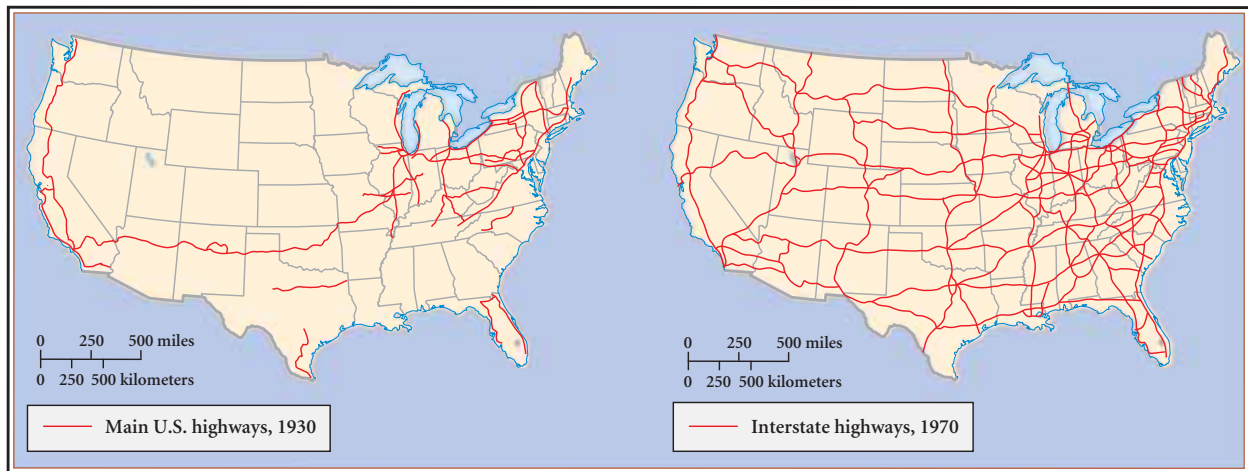 0 250 500 miles
0 250 500 kilometers
Main U.S. highways, 1930
0 250 500 miles
0 250 500 kilometers
Interstate highways, 1970